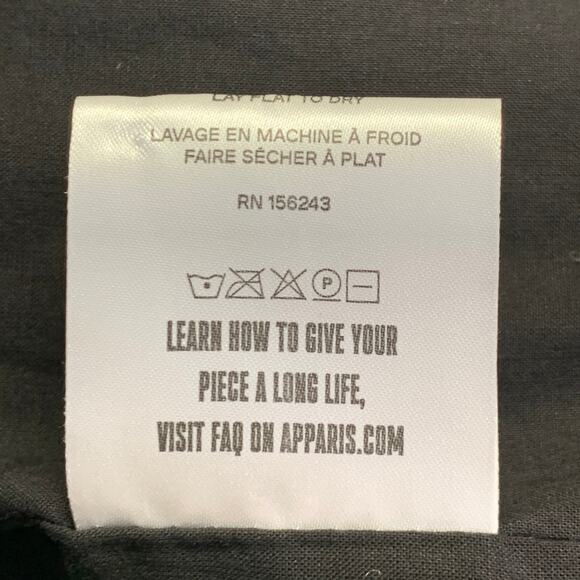 LAY FLAT TO DRY
LAVAGE EN MACHINE À FROID
FAIRE SÉCHER À PLAT
RN 156243
P
LEARN HOW TO GIVE YOUR
PIECE A LONG LIFE,
VISIT FAQ ON APPARIS.COM